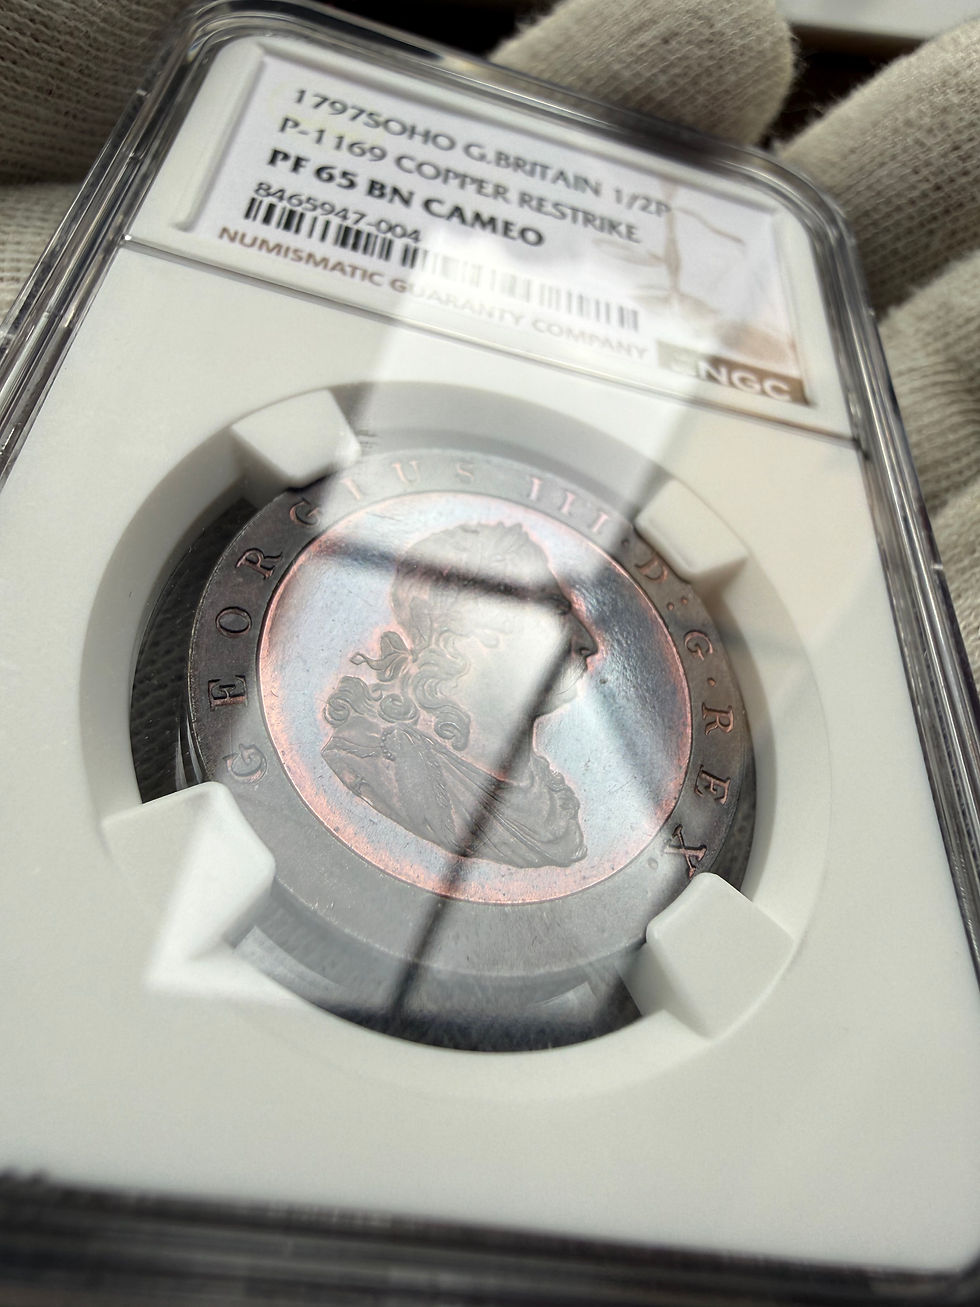 1797SOHO G.BRITAIN 1/2P
P-1169 COPPER RESTRIKE
PF 65 BN CAMEO
8465947-004
NUMISMATIC GUARANTY COMPANY
NGC
GEORGIUS III·D:G·REX.